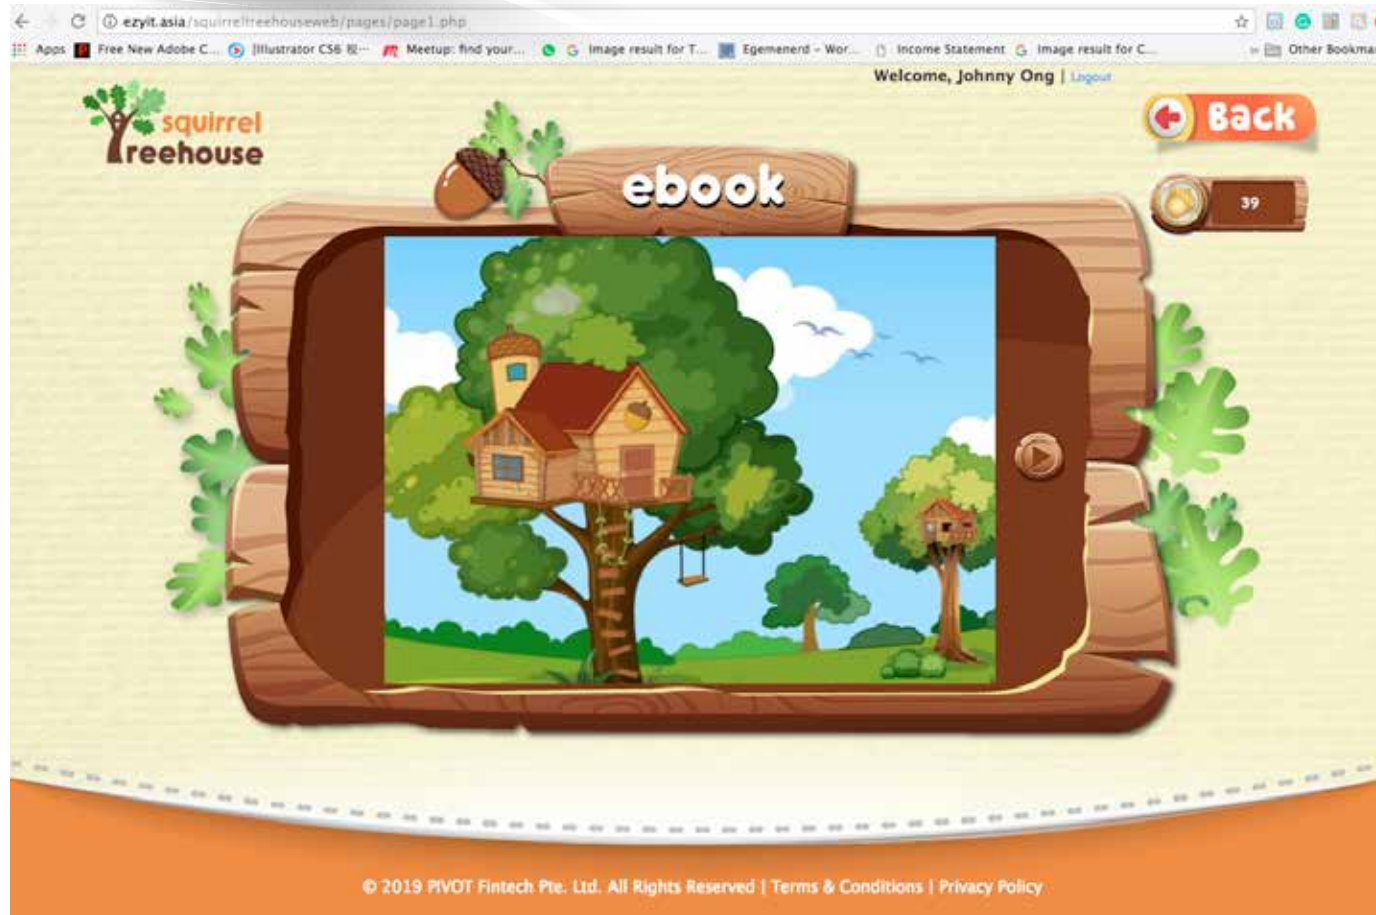 ezyit.asia/squirreltreehouseweb/pages/page1.php
Apps Free New Adobe C... Illustrator CS6 Meetup: find your... Image result for T... Egemenerd - Wor... Income Statement Image result for C... Other Bookma
Welcome, Johnny Ong | Logout
squirrel
treehouse
Back
ebook
39
© 2019 PIVOT Fintech Pte. Ltd. All Rights Reserved | Terms & Conditions | Privacy Policy